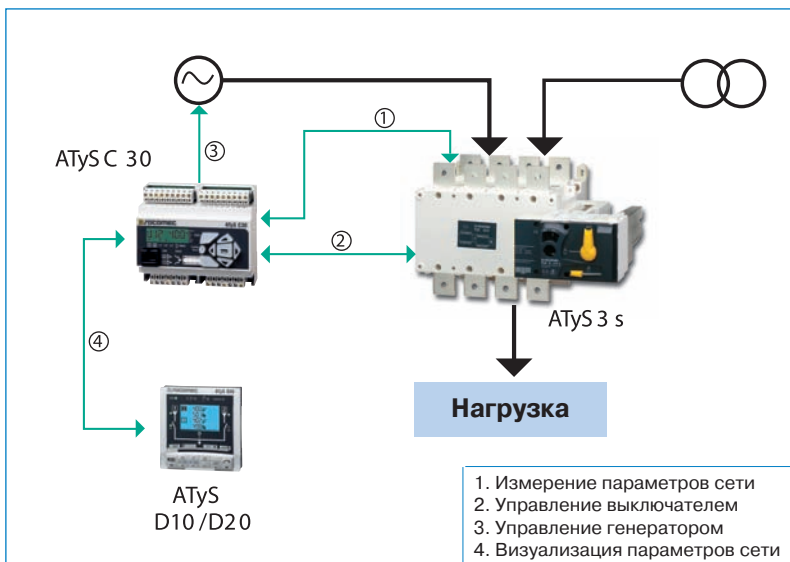 ①
ATyS C 30
③
②
ATyS 3 s
④
Нагрузка
ATyS
D10 /D20
1. Измерение параметров сети
2. Управление выключателем
3. Управление генератором
4. Визуализация параметров сети